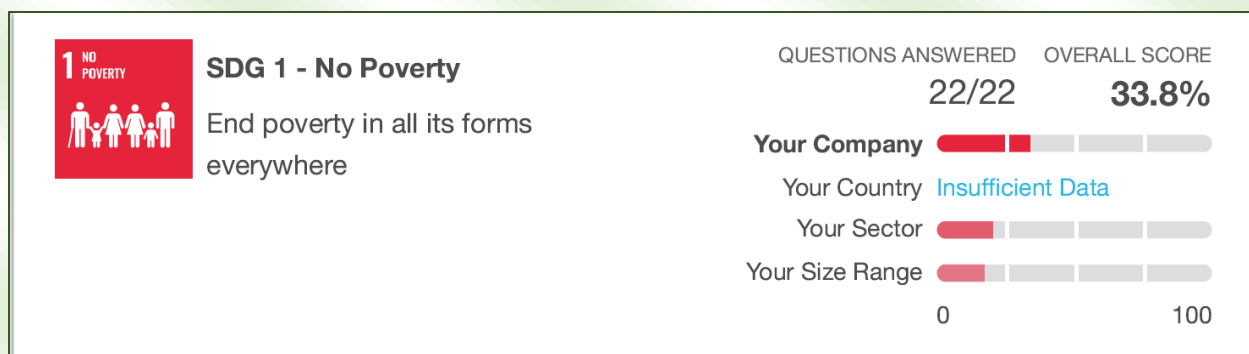 1 NO
POVERTY
SDG 1 - No Poverty
End poverty in all its forms
everywhere
QUESTIONS ANSWERED OVERALL SCORE
22/22 33.8%
Your Company
Your Country Insufficient Data
Your Sector
Your Size Range
0 100